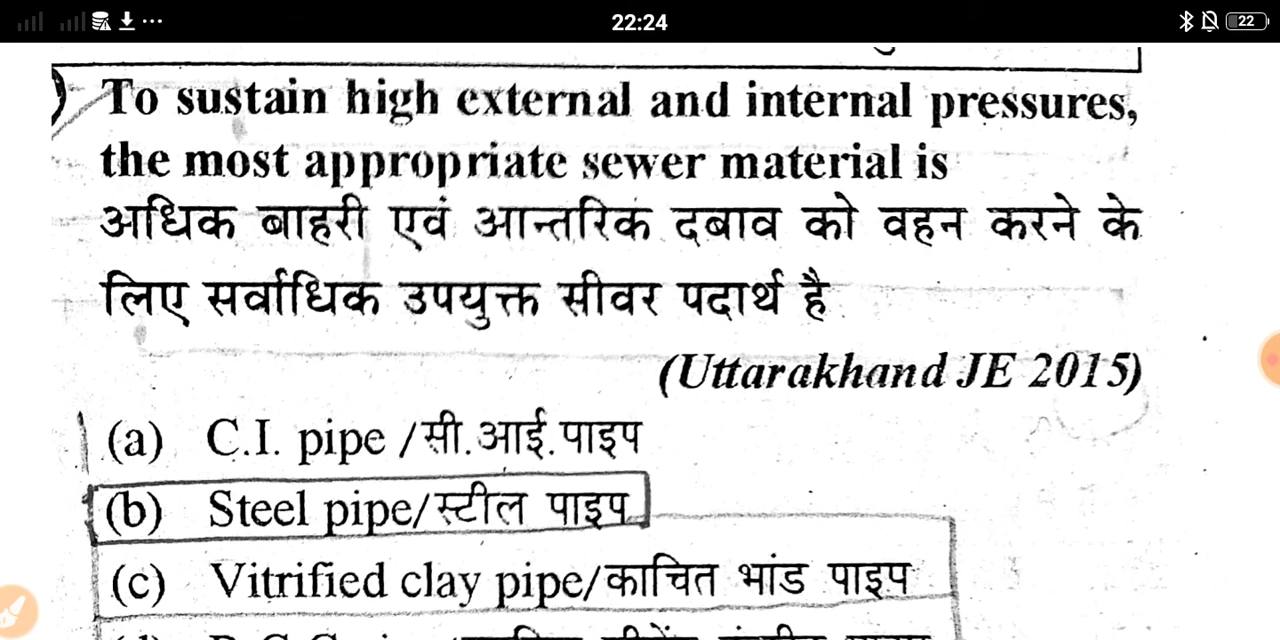 22:24
22
To sustain high external and internal pressures,
the most appropriate sewer material is
अधिक बाहरी एवं आन्तरिक दबाव को वहन करने के
लिए सर्वाधिक उपयुक्त सीवर पदार्थ है
(Uttarakhand JE 2015)
(a) C.I. pipe /सी.आई.पाइप
(b) Steel pipe/स्टील पाइप
(c) Vitrified clay pipe/काचित भांड पाइप